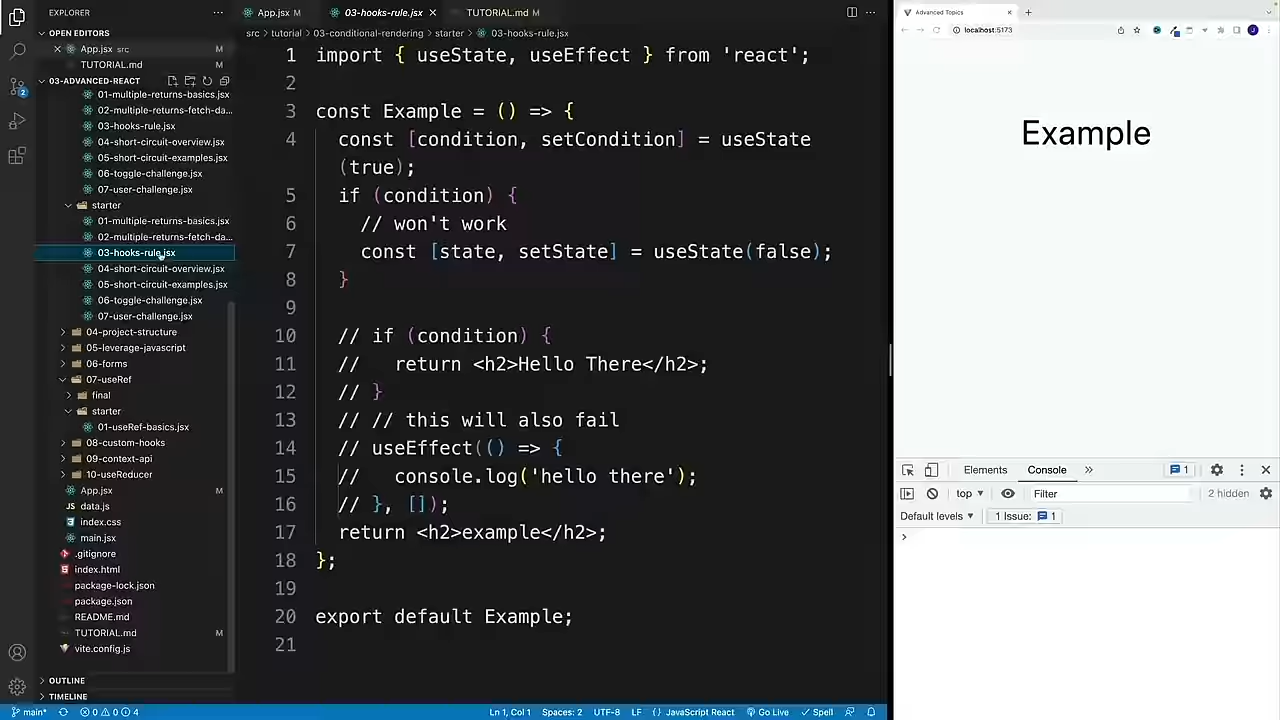 EXPLORER
OPEN EDITORS
App.jsx src M
TUTORIAL.md M
03-ADVANCED-REACT
01-multiple-returns-basics.jsx
02-multiple-returns-fetch-da...
03-hooks-rule.jsx
04-short-circuit-overview.jsx
05-short-circuit-examples.jsx
06-toggle-challenge.jsx
07-user-challenge.jsx
starter
01-multiple-returns-basics.jsx
02-multiple-returns-fetch-da...
03-hooks-rule.jsx
04-short-circuit-overview.jsx
05-short-circuit-examples.jsx
06-toggle-challenge.jsx
07-user-challenge.jsx
04-project-structure
05-leverage-javascript
06-forms
07-useRef
final
starter
01-useRef-basics.jsx
08-custom-hooks
09-context-api
10-useReducer
App.jsx M
data.js
index.css
main.jsx
.gitignore
index.html
package-lock.json
package.json
README.md
TUTORIAL.md M
vite.config.js
OUTLINE
TIMELINE
2
App.jsx M 03-hooks-rule.jsx TUTORIAL.md M
src > tutorial > 03-conditional-rendering > starter > 03-hooks-rule.jsx
1 import { useState, useEffect } from 'react';
2
3 const Example = () => {
4 const [condition, setCondition] = useState
(true);
5 if (condition) {
6 // won't work
7 const [state, setState] = useState(false);
8 }
9
10 // if (condition) {
11 //   return <h2>Hello There</h2>;
12 // }
13 // // this will also fail
14 // useEffect(() => {
15 //   console.log('hello there');
16 // }, []);
17 return <h2>example</h2>;
18 };
19
20 export default Example;
21
main* 0 0 4 Ln 1, Col 1 Spaces: 2 UTF-8 LF {} JavaScript React Go Live Spell
Advanced Topics
localhost:5173
J
Example
Elements Console 1
top Filter 2 hidden
Default levels 1 Issue: 1